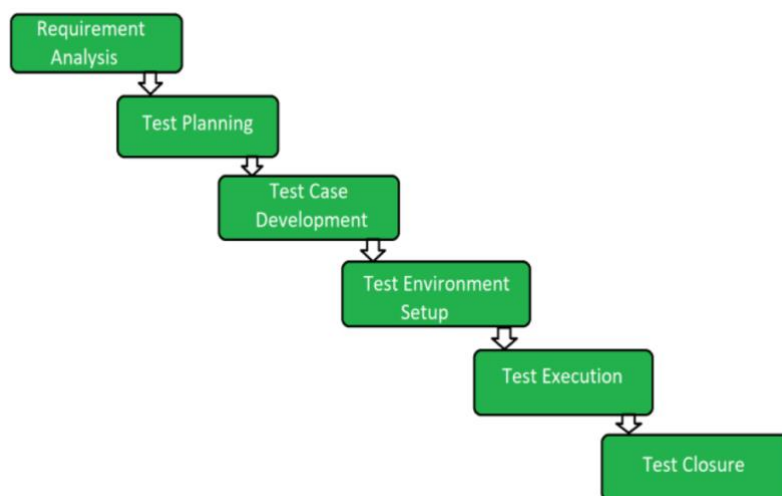 Requirement
Analysis
Test Planning
Test Case
Development
Test Environment
Setup
Test Execution
Test Closure